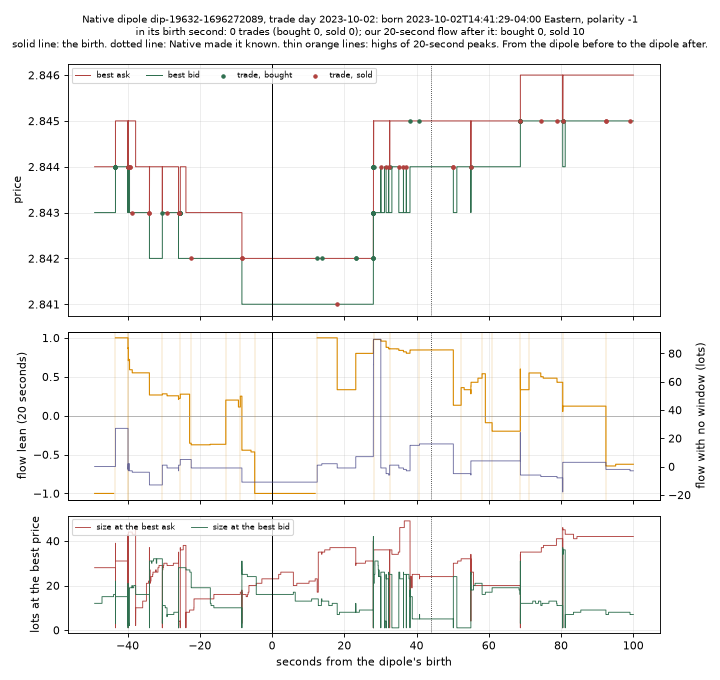 Native dipole dip-19632-1696272089, trade day 2023-10-02: born 2023-10-02T14:41:29-04:00 Eastern, polarity -1
in its birth second: 0 trades (bought 0, sold 0); our 20-second flow after it: bought 0, sold 10
solid line: the birth. dotted line: Native made it known. thin orange lines: highs of 20-second peaks. From the dipole before to the dipole after.
best ask best bid trade, bought trade, sold
2.846
2.845
2.844
2.843
2.842
2.841
price
1.0
0.5
0.0
−0.5
−1.0
flow lean (20 seconds)
80
60
40
20
0
−20
flow with no window (lots)
size at the best ask size at the best bid
40
20
0
lots at the best price
−40 −20 0 20 40 60 80 100
seconds from the dipole's birth